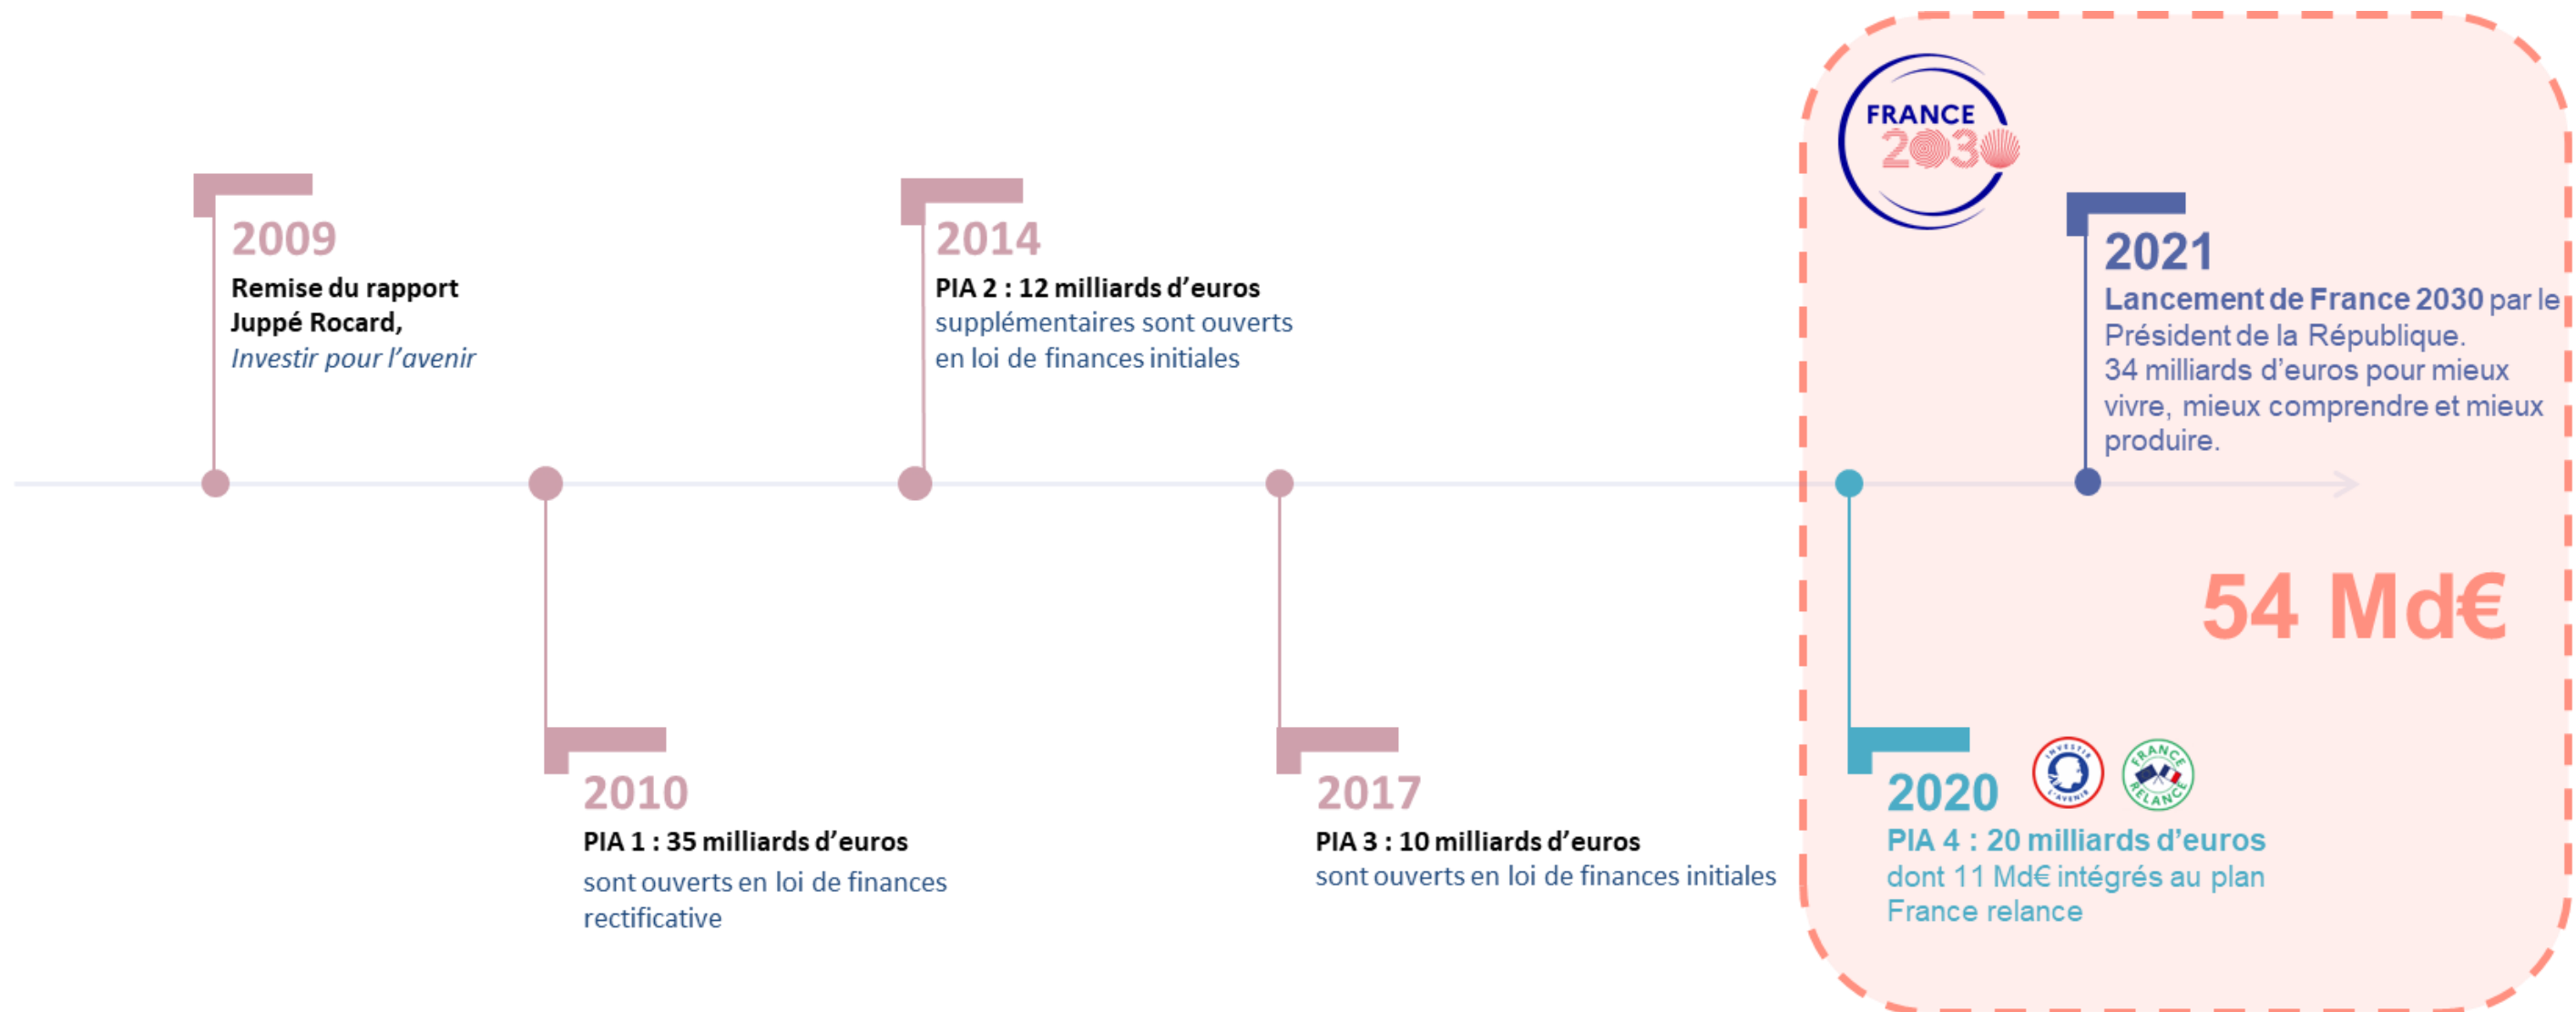 2009
Remise du rapport
Juppé Rocard,
Investir pour l’avenir
2010
PIA 1 : 35 milliards d’euros
sont ouverts en loi de finances
rectificative
2014
PIA 2 : 12 milliards d’euros
supplémentaires sont ouverts
en loi de finances initiales
2017
PIA 3 : 10 milliards d’euros
sont ouverts en loi de finances initiales
FRANCE
2030
2020
INVESTIR L’AVENIR
FRANCE RELANCE
PIA 4 : 20 milliards d’euros
dont 11 Md€ intégrés au plan
France relance
2021
Lancement de France 2030 par le
Président de la République.
34 milliards d’euros pour mieux
vivre, mieux comprendre et mieux
produire.
54 Md€